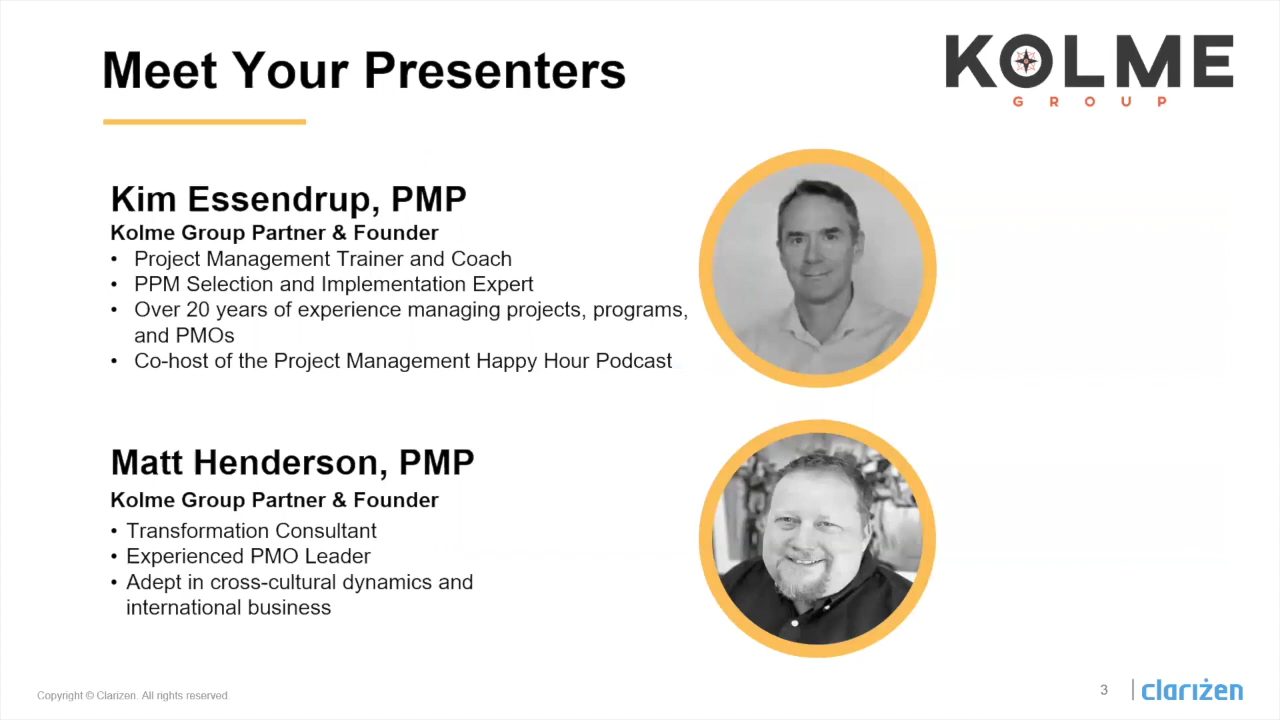 Meet Your Presenters
KOLME
GROUP
Kim Essendrup, PMP
Kolme Group Partner & Founder
• Project Management Trainer and Coach
• PPM Selection and Implementation Expert
• Over 20 years of experience managing projects, programs,
and PMOs
• Co-host of the Project Management Happy Hour Podcast
Matt Henderson, PMP
Kolme Group Partner & Founder
• Transformation Consultant
• Experienced PMO Leader
• Adept in cross-cultural dynamics and
international business
Copyright © Clarizen. All rights reserved.
3
clarizen